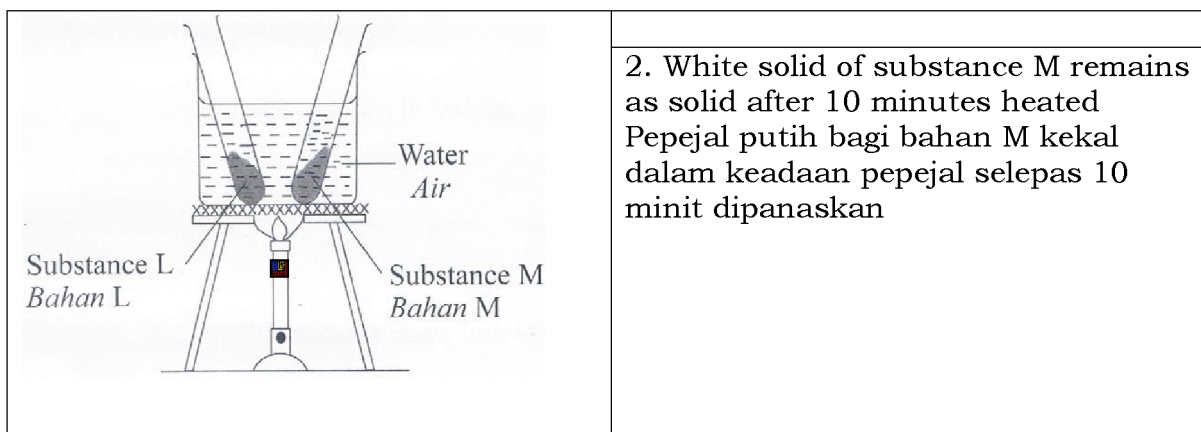 Water
Air
Substance L
Bahan L
Substance M
Bahan M
2. White solid of substance M remains
as solid after 10 minutes heated
Pepejal putih bagi bahan M kekal
dalam keadaan pepejal selepas 10
minit dipanaskan